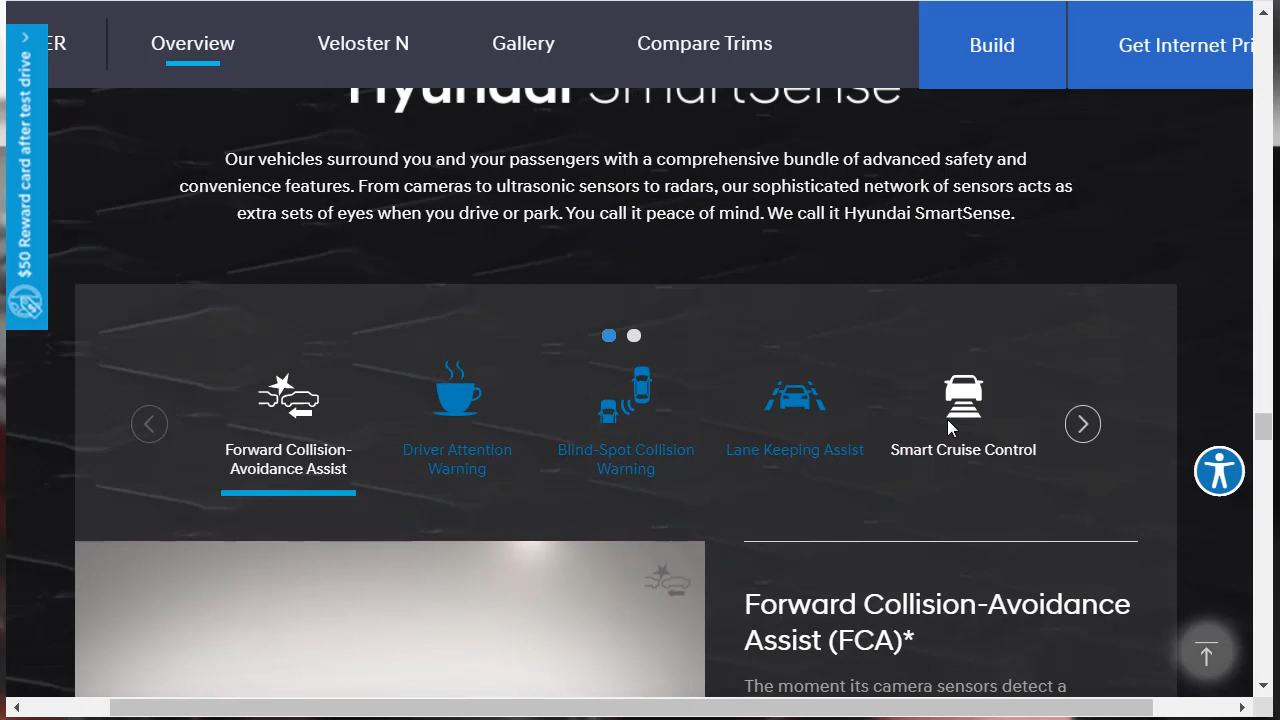 ER
Overview
Veloster N
Gallery
Compare Trims
Build
Get Internet Pri
$50 Reward card after test drive
Hyundai SmartSense
Our vehicles surround you and your passengers with a comprehensive bundle of advanced safety and
convenience features. From cameras to ultrasonic sensors to radars, our sophisticated network of sensors acts as
extra sets of eyes when you drive or park. You call it peace of mind. We call it Hyundai SmartSense.
Forward Collision-
Avoidance Assist
Driver Attention
Warning
Blind-Spot Collision
Warning
Lane Keeping Assist
Smart Cruise Control
Forward Collision-Avoidance
Assist (FCA)*
The moment its camera sensors detect a